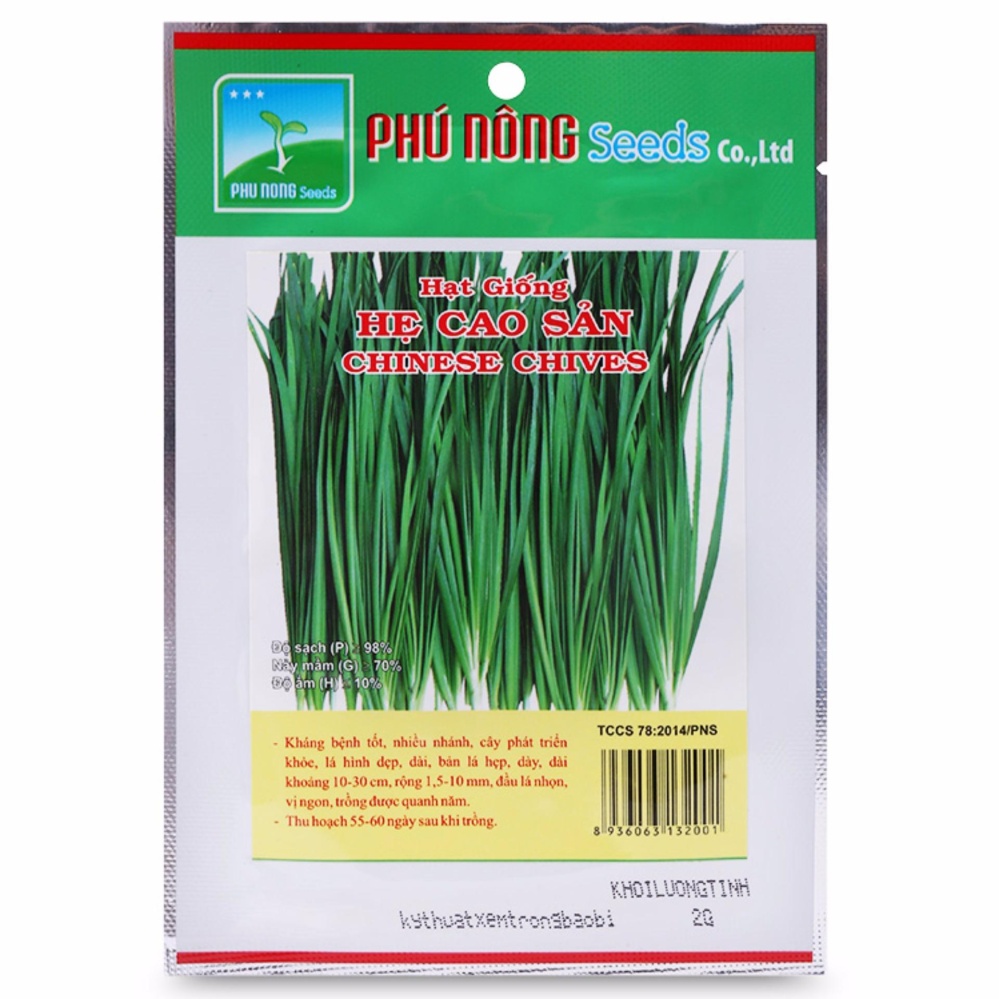 ★★★
PHU NONG Seeds
PHÚ NÔNG Seeds Co.,Ltd
Hạt Giống
HẸ CAO SẢN
CHINESE CHIVES
Độ sạch (P) ≥ 98%
Nảy mầm (G) > 70%
Độ ẩm (H) ≤ 10%
- Kháng bệnh tốt, nhiều nhánh, cây phát triển
khỏe, lá hình dẹp, dài, bản lá hẹp, dày, dài
khoảng 10-30 cm, rộng 1,5-10 mm, đầu lá nhọn,
vị ngon, trồng được quanh năm.
- Thu hoạch 55-60 ngày sau khi trồng.
TCCS 78:2014/PNS
8 936063 132001
KHOILUONGTINH
kythuatxemtrongbaobi 2G